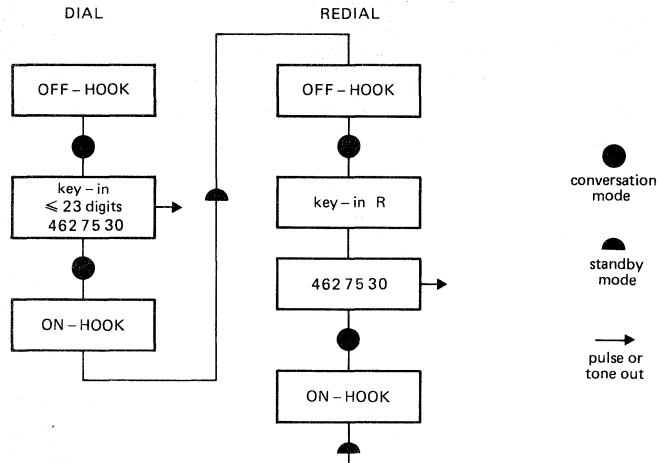 DIAL
OFF – HOOK
key – in
≤ 23 digits
462 75 30
ON – HOOK
REDIAL
OFF – HOOK
key – in R
462 75 30
ON – HOOK
conversation
mode
standby
mode
pulse or
tone out